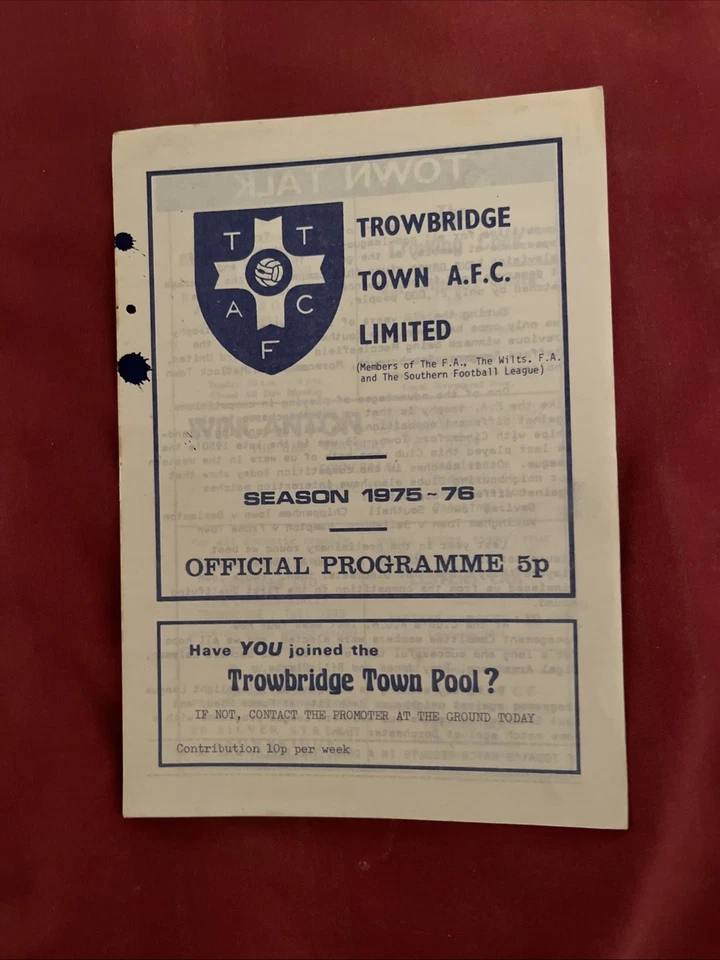 T T
A C
F
TROWBRIDGE
TOWN A.F.C.
LIMITED
(Members of The F.A., The Wilts. F.A.
and The Southern Football League)
SEASON 1975-76
OFFICIAL PROGRAMME 5p
Have YOU joined the
Trowbridge Town Pool?
IF NOT, CONTACT THE PROMOTER AT THE GROUND TODAY
Contribution 10p per week